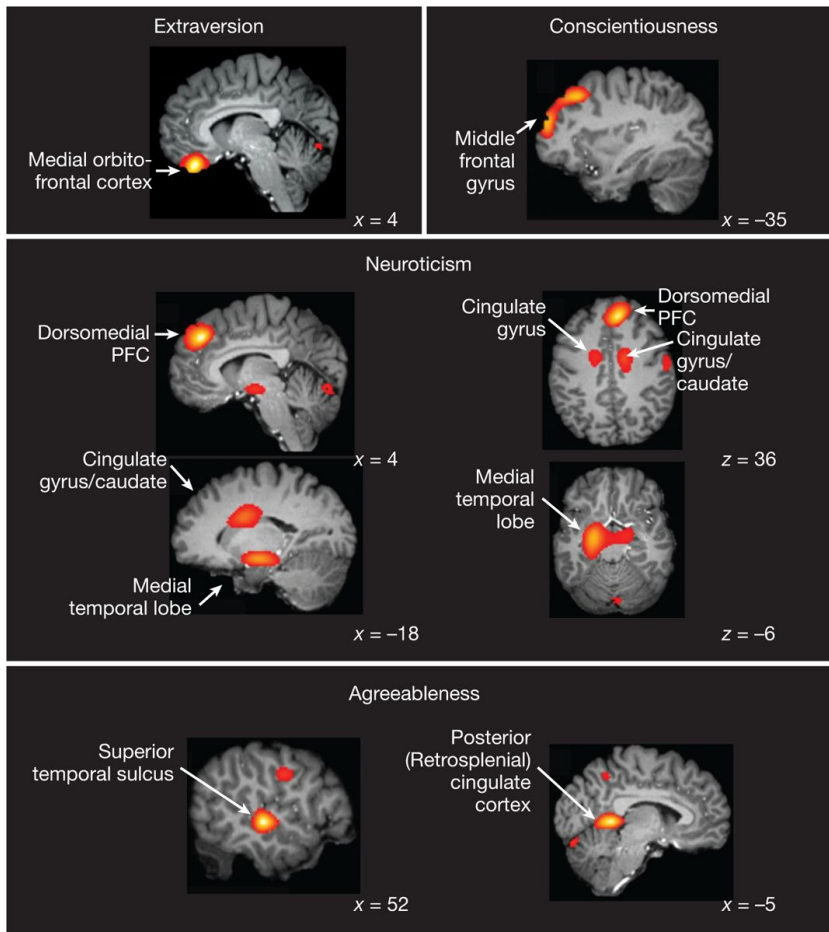 Extraversion
Medial orbito-
frontal cortex
x = 4
Conscientiousness
Middle
frontal
gyrus
x = –35
Neuroticism
Dorsomedial
PFC
x = 4
Cingulate
gyrus
Dorsomedial
PFC
Cingulate
gyrus/
caudate
z = 36
Cingulate
gyrus/caudate
Medial
temporal lobe
x = –18
Medial
temporal
lobe
z = –6
Agreeableness
Superior
temporal sulcus
x = 52
Posterior
(Retrosplenial)
cingulate
cortex
x = –5